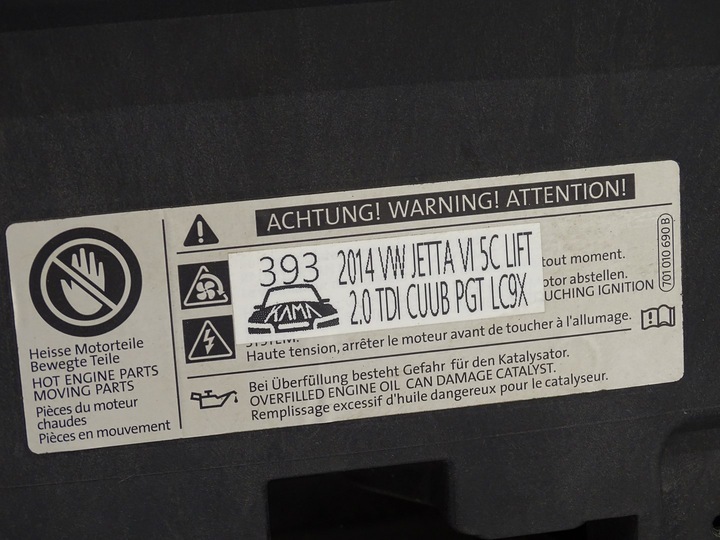 ACHTUNG! WARNING! ATTENTION!
393
KAMA
2014 VW JETTA VI 5C LIFT
2.0 TDI CUUB PGT LC9X
tout moment.
abstellen.
UCHING IGNITION
SYSTEM.
Haute tension, arrêter le moteur avant de toucher à l'allumage.
701 010 690 B
Heisse Motorteile
Bewegte Teile
HOT ENGINE PARTS
MOVING PARTS
Pièces du moteur
chaudes
Pièces en mouvement
Bei Überfüllung besteht Gefahr für den Katalysator.
OVERFILLED ENGINE OIL CAN DAMAGE CATALYST.
Remplissage excessif d'huile dangereux pour le catalyseur.